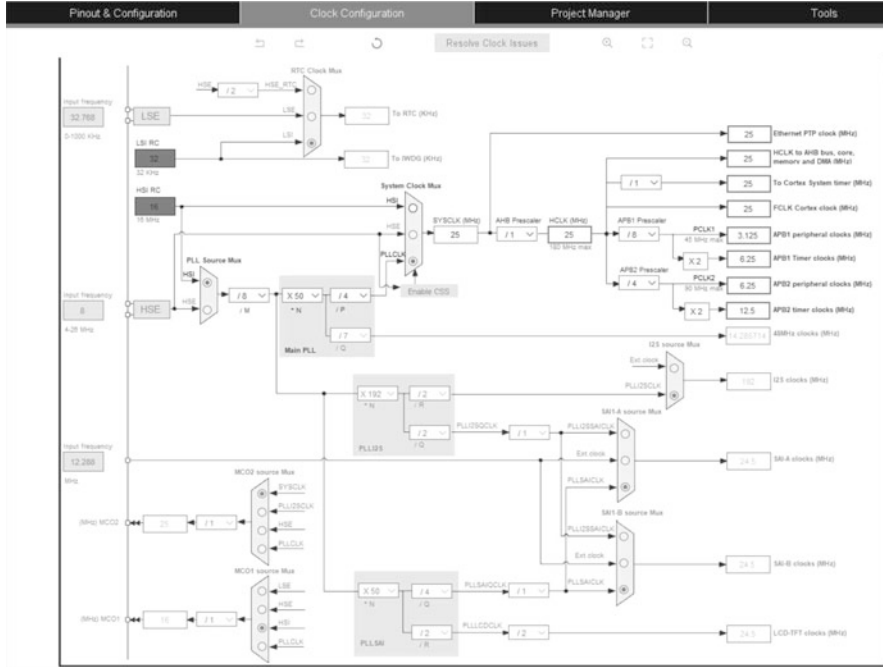 Pinout & Configuration
Clock Configuration
Project Manager
Tools
Resolve Clock Issues
RTC Clock Mux
HSE
/ 2
HSE_RTC
Input frequency
32.768
0-1000 KHz
LSE
LSE
32
To RTC (KHz)
LSI RC
32
32 KHz
LSI
32
To IWDG (KHz)
HSI RC
16
16 MHz
System Clock Mux
HSI
HSE
PLLCLK
SYSCLK (MHz)
25
AHB Prescaler
/ 1
HCLK (MHz)
25
180 MHz max
25
Ethernet PTP clock (MHz)
25
HCLK to AHB bus, core,
memory and DMA (MHz)
/ 1
25
To Cortex System timer (MHz)
25
FCLK Cortex clock (MHz)
APB1 Prescaler
/ 8
PCLK1
45 MHz max
3.125
APB1 peripheral clocks (MHz)
X 2
6.25
APB1 Timer clocks (MHz)
APB2 Prescaler
/ 4
PCLK2
90 MHz max
6.25
APB2 peripheral clocks (MHz)
X 2
12.5
APB2 timer clocks (MHz)
Enable CSS
PLL Source Mux
HSI
HSE
Input frequency
8
4-26 MHz
HSE
/ 8
/ M
X 50
* N
/ 4
/ P
/ 7
/ Q
Main PLL
14.285714
48MHz clocks (MHz)
I2S source Mux
Ext clock
PLLI2SCLK
192
I2S clocks (MHz)
X 192
* N
/ 2
/ R
/ 2
/ Q
PLLI2S
PLLI2SQCLK
/ 1
SAI1-A source Mux
PLLI2SSAICLK
Ext clock
PLLSAICLK
24.5
SAI-A clocks (MHz)
Input frequency
12.288
MHz
MCO2 source Mux
SYSCLK
PLLI2SCLK
HSE
PLLCLK
(MHz) MCO2
25
/ 1
SAI1-B source Mux
PLLI2SSAICLK
Ext clock
PLLSAICLK
24.5
SAI-B clocks (MHz)
MCO1 source Mux
LSE
HSE
HSI
PLLCLK
(MHz) MCO1
16
/ 1
X 50
* N
/ 4
/ Q
/ 2
/ R
PLLSAI
PLLSAIQCLK
/ 1
PLLLCDCLK
/ 2
24.5
LCD-TFT clocks (MHz)